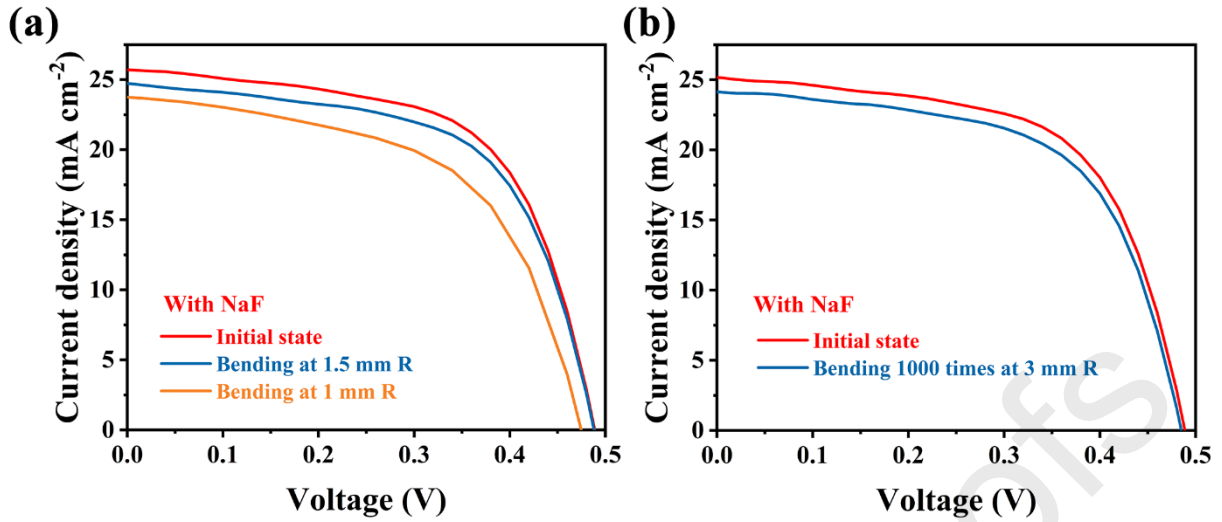 (a)
Current density (mA cm⁻²)
25
20
15
10
5
0
0.0 0.1 0.2 0.3 0.4 0.5
Voltage (V)
With NaF
Initial state
Bending at 1.5 mm R
Bending at 1 mm R
(b)
Current density (mA cm⁻²)
25
20
15
10
5
0
0.0 0.1 0.2 0.3 0.4 0.5
Voltage (V)
With NaF
Initial state
Bending 1000 times at 3 mm R
ofs